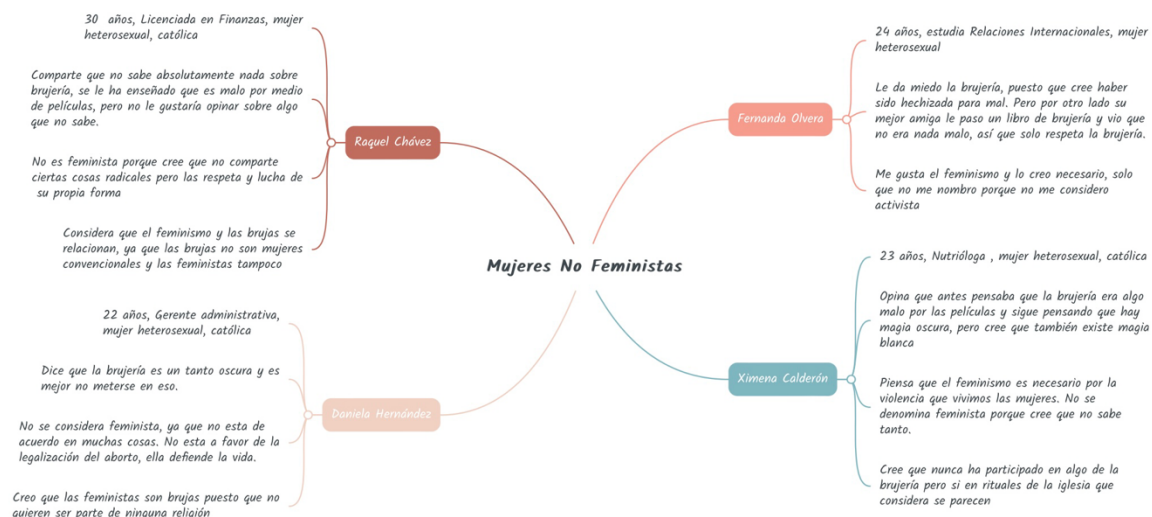 30  años, Licenciada en Finanzas, mujer
heterosexual, católica
Comparte que no sabe absolutamente nada sobre
brujería, se le ha enseñado que es malo por medio
de películas, pero no le gustaría opinar sobre algo
que no sabe.
Raquel Chávez
No es feminista porque cree que no comparte
ciertas cosas radicales pero las respeta y lucha de
su propia forma
Considera que el feminismo y las brujas se
relacionan, ya que las brujas no son mujeres
convencionales y las feministas tampoco
24 años, estudia Relaciones Internacionales, mujer
heterosexual
Le da miedo la brujería, puesto que cree haber
sido hechizada para mal. Pero por otro lado su
mejor amiga le paso un libro de brujería y vio que
no era nada malo, así que solo respeta la brujería.
Fernanda Olvera
Me gusta el feminismo y lo creo necesario, solo
que no me nombro porque no me considero
activista
Mujeres No Feministas
22 años, Gerente administrativa,
mujer heterosexual, católica
Dice que la brujería es un tanto oscura y es
mejor no meterse en eso.
Daniela Hernández
No se considera feminista, ya que no esta de
acuerdo en muchas cosas. No esta a favor de la
legalización del aborto, ella defiende la vida.
Creo que las feministas son brujas puesto que no
quieren ser parte de ninguna religión
23 años, Nutrióloga , mujer heterosexual, católica
Opina que antes pensaba que la brujería era algo
malo por las películas y sigue pensando que hay
magia oscura, pero cree que también existe magia
blanca
Ximena Calderón
Piensa que el feminismo es necesario por la
violencia que vivimos las mujeres. No se
denomina feminista porque cree que no sabe
tanto.
Cree que nunca ha participado en algo de la
brujería pero si en rituales de la iglesia que
considera se parecen